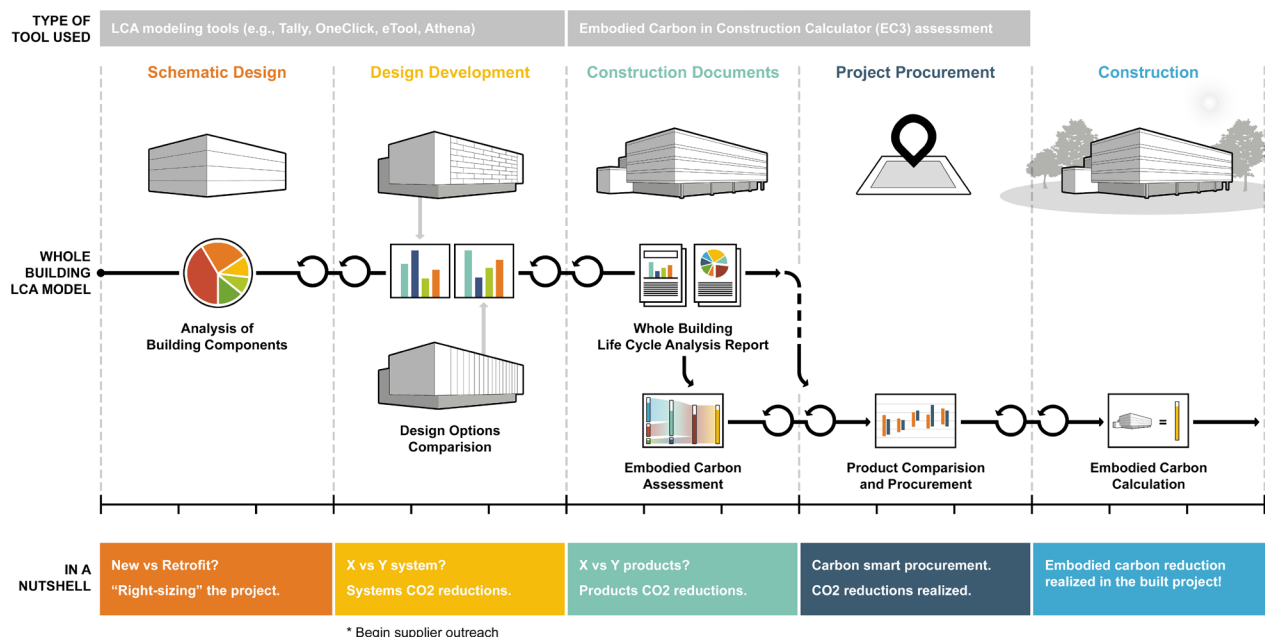 TYPE OF
TOOL USED
LCA modeling tools (e.g., Tally, OneClick, eTool, Athena)
Embodied Carbon in Construction Calculator (EC3) assessment
Schematic Design
Design Development
Construction Documents
Project Procurement
Construction
WHOLE
BUILDING
LCA MODEL
Analysis of
Building Components
Design Options
Comparision
Whole Building
Life Cycle Analysis Report
Embodied Carbon
Assessment
Product Comparision
and Procurement
=
Embodied Carbon
Calculation
IN A
NUTSHELL
New vs Retrofit?
“Right-sizing” the project.
X vs Y system?
Systems CO2 reductions.
X vs Y products?
Products CO2 reductions.
Carbon smart procurement.
CO2 reductions realized.
Embodied carbon reduction
realized in the built project!
* Begin supplier outreach